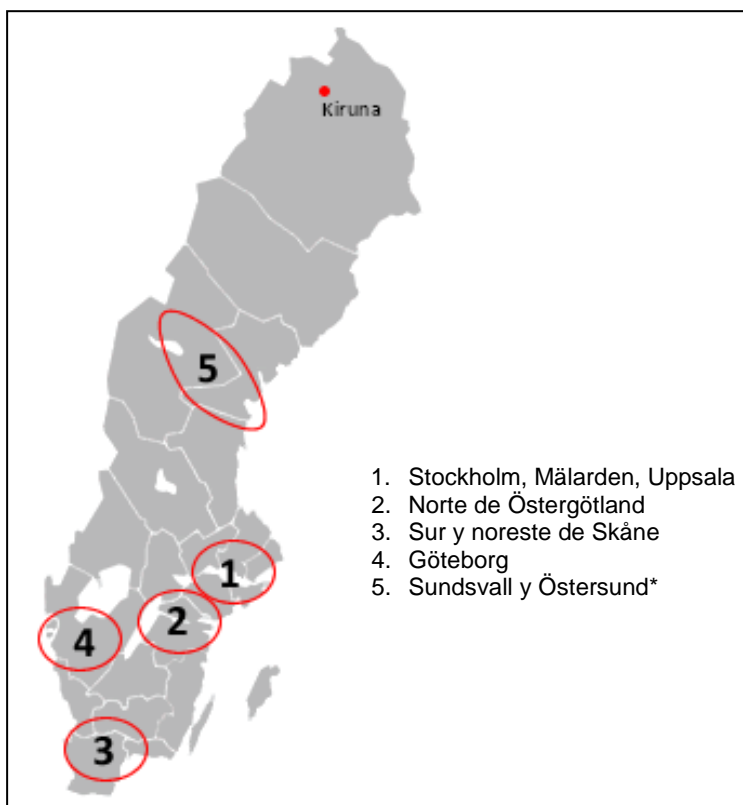 Kiruna
5
1. Stockholm, Mälarden, Uppsala
2. Norte de Östergötland
3. Sur y noreste de Skåne
4. Göteborg
5. Sundsvall y Östersund*
1
2
4
3